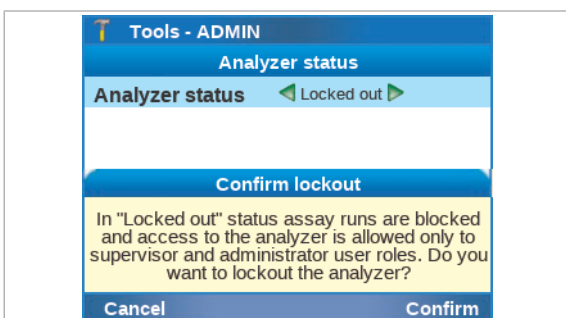 Tools - ADMIN
Analyzer status
Analyzer status Locked out
Confirm lockout
In "Locked out" status assay runs are blocked
and access to the analyzer is allowed only to
supervisor and administrator user roles. Do you
want to lockout the analyzer?
Cancel Confirm